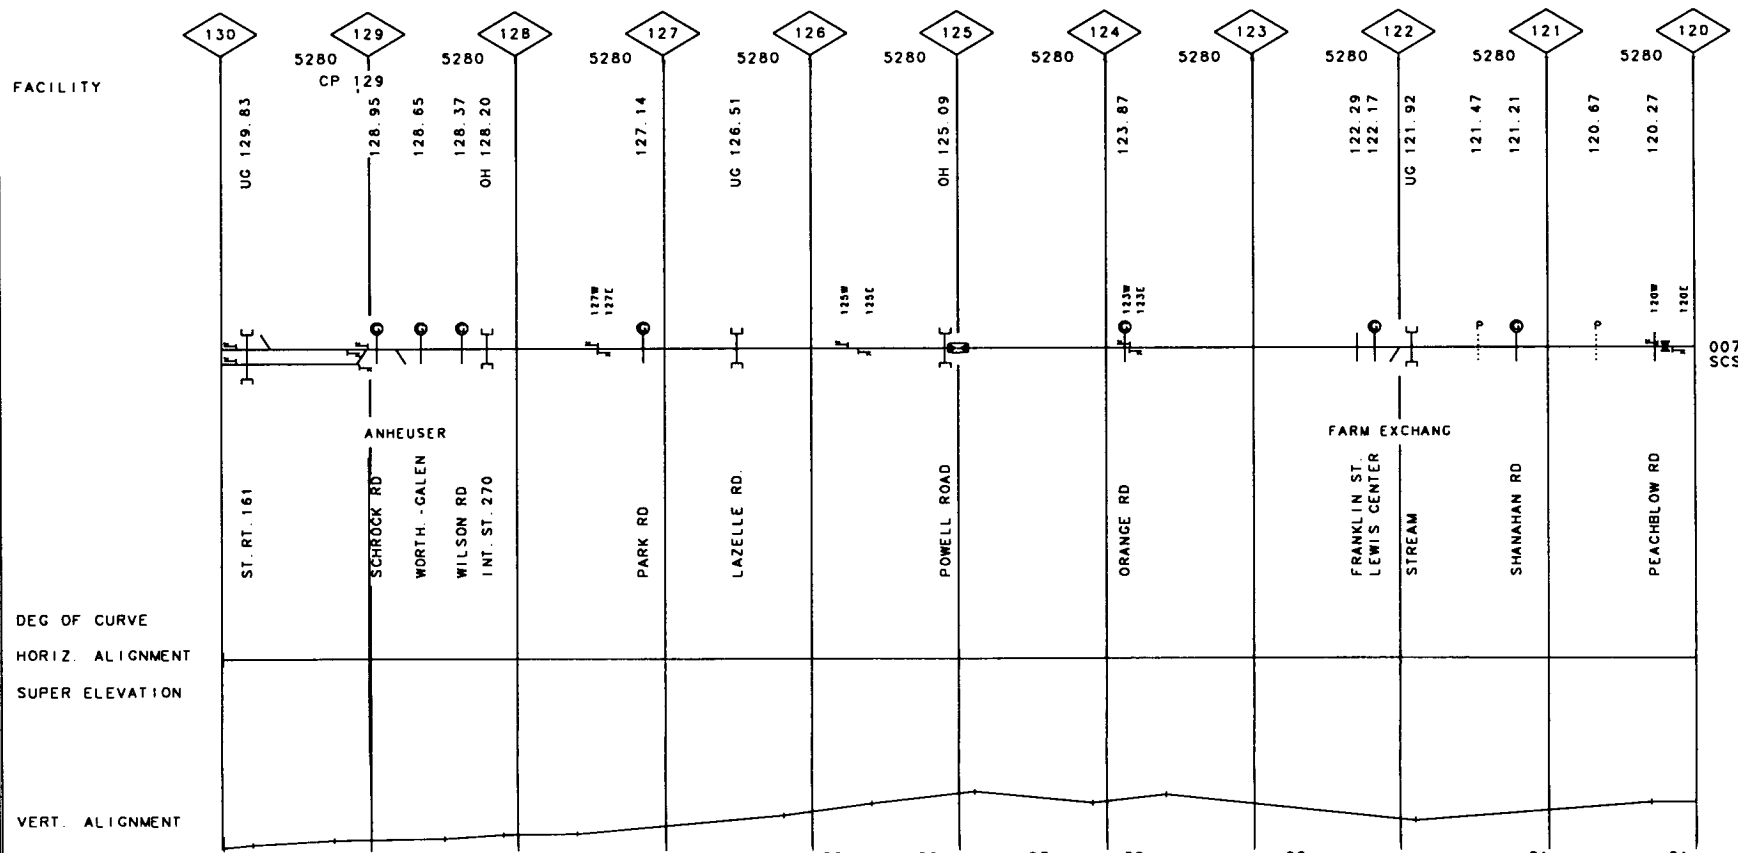 130 129 128 127 126 125 124 123 122 121 120
5280 5280 5280 5280 5280 5280 5280 5280 5280 5280
FACILITY
CP 129
UG 129.83
128.95
128.65
128.37
OH 128.20
127.14
UG 126.51
OH 125.09
123.87
122.29
122.17
UG 121.92
121.47
121.21
120.67
120.27
127W
127E
125W
125E
123W
123E
120W
120E
P
P
007
SCS
ANHEUSER
FARM EXCHANG
ST. RT. 161
SCHROCK RD
WORTH.-GALEN
WILSON RD
INT. ST. 270
PARK RD
LAZELLE RD.
POWELL ROAD
ORANGE RD
FRANKLIN ST.
LEWIS CENTER
STREAM
SHANAHAN RD
PEACHBLOW RD
DEG OF CURVE
HORIZ. ALIGNMENT
SUPER ELEVATION
VERT. ALIGNMENT